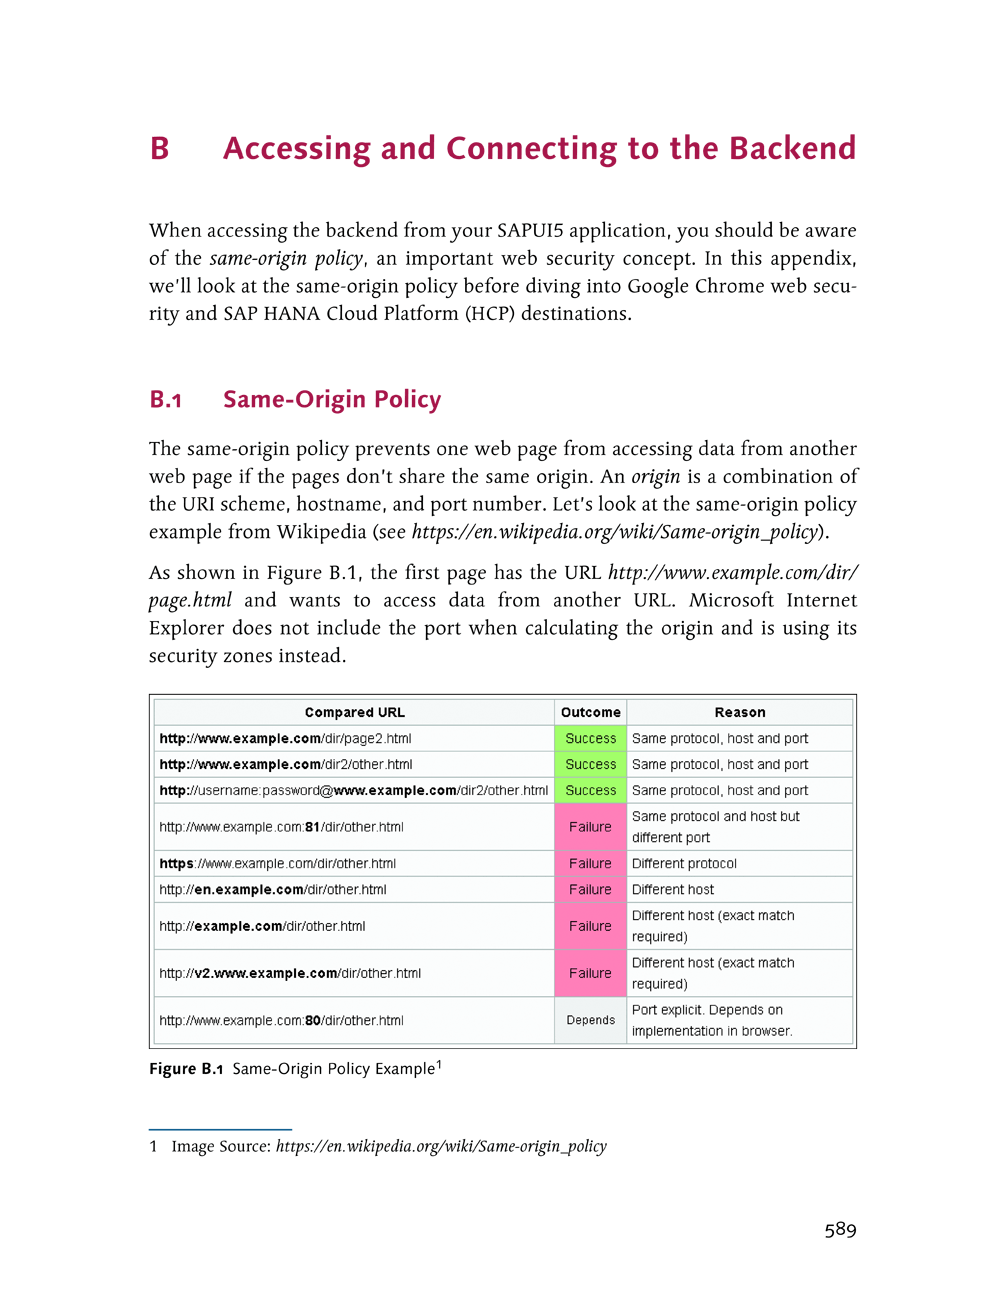 B Accessing and Connecting to the Backend
When accessing the backend from your SAPUI5 application, you should be aware
of the same-origin policy, an important web security concept. In this appendix,
we'll look at the same-origin policy before diving into Google Chrome web secu-
rity and SAP HANA Cloud Platform (HCP) destinations.
B.1 Same-Origin Policy
The same-origin policy prevents one web page from accessing data from another
web page if the pages don't share the same origin. An origin is a combination of
the URI scheme, hostname, and port number. Let's look at the same-origin policy
example from Wikipedia (see https://en.wikipedia.org/wiki/Same-origin_policy).
As shown in Figure B.1, the first page has the URL http://www.example.com/dir/
page.html and wants to access data from another URL. Microsoft Internet
Explorer does not include the port when calculating the origin and is using its
security zones instead.
Compared URL Outcome Reason
http://www.example.com/dir/page2.html Success Same protocol, host and port
http://www.example.com/dir2/other.html Success Same protocol, host and port
http://username:password@www.example.com/dir2/other.html Success Same protocol, host and port
http://www.example.com:81/dir/other.html Failure Same protocol and host but
different port
https://www.example.com/dir/other.html Failure Different protocol
http://en.example.com/dir/other.html Failure Different host
http://example.com/dir/other.html Failure Different host (exact match
required)
http://v2.www.example.com/dir/other.html Failure Different host (exact match
required)
http://www.example.com:80/dir/other.html Depends Port explicit. Depends on
implementation in browser.
Figure B.1 Same-Origin Policy Example1
1 Image Source: https://en.wikipedia.org/wiki/Same-origin_policy
589